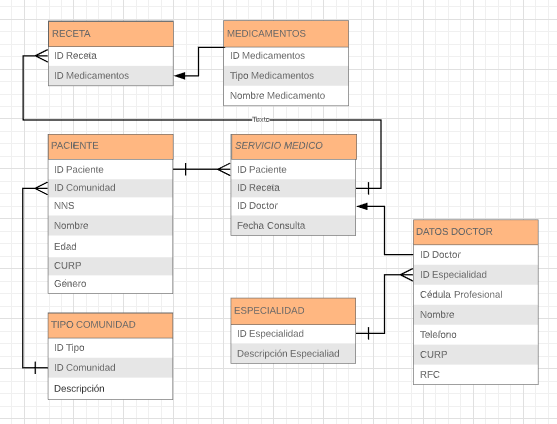 RECETA
ID Receta
ID Medicamentos
MEDICAMENTOS
ID Medicamentos
Tipo Medicamentos
Nombre Medicamento
Texto
PACIENTE
ID Paciente
ID Comunidad
NNS
Nombre
Edad
CURP
Género
SERVICIO MEDICO
ID Paciente
ID Receta
ID Doctor
Fecha Consulta
DATOS DOCTOR
ID Doctor
ID Especialidad
Cédula Profesional
Nombre
Telefono
CURP
RFC
ESPECIALIDAD
ID Especialidad
Descripción Especialiad
TIPO COMUNIDAD
ID Tipo
ID Comunidad
Descripción